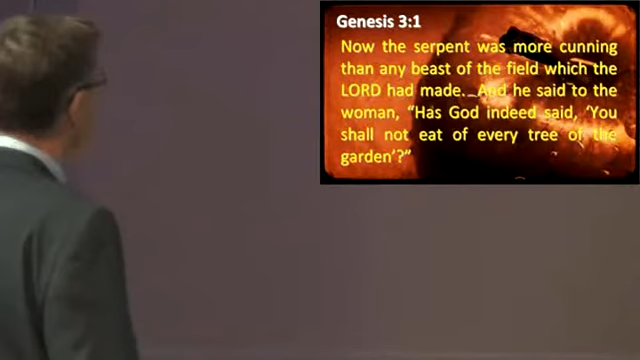 Genesis 3:1
Now the serpent was more cunning
than any beast of the field which the
LORD had made. And he said to the
woman, “Has God indeed said, ‘You
shall not eat of every tree of the
garden’?”